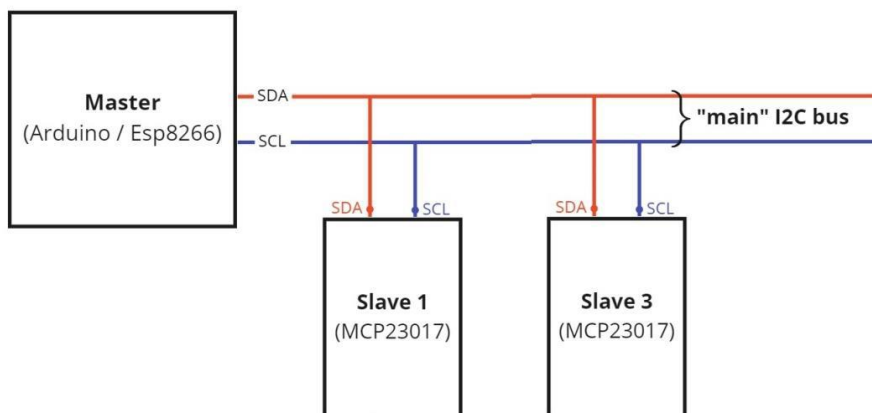 Master
(Arduino / Esp8266)
SDA
SCL
"main" I2C bus
SDA
SCL
SDA
SCL
Slave 1
(MCP23017)
Slave 3
(MCP23017)